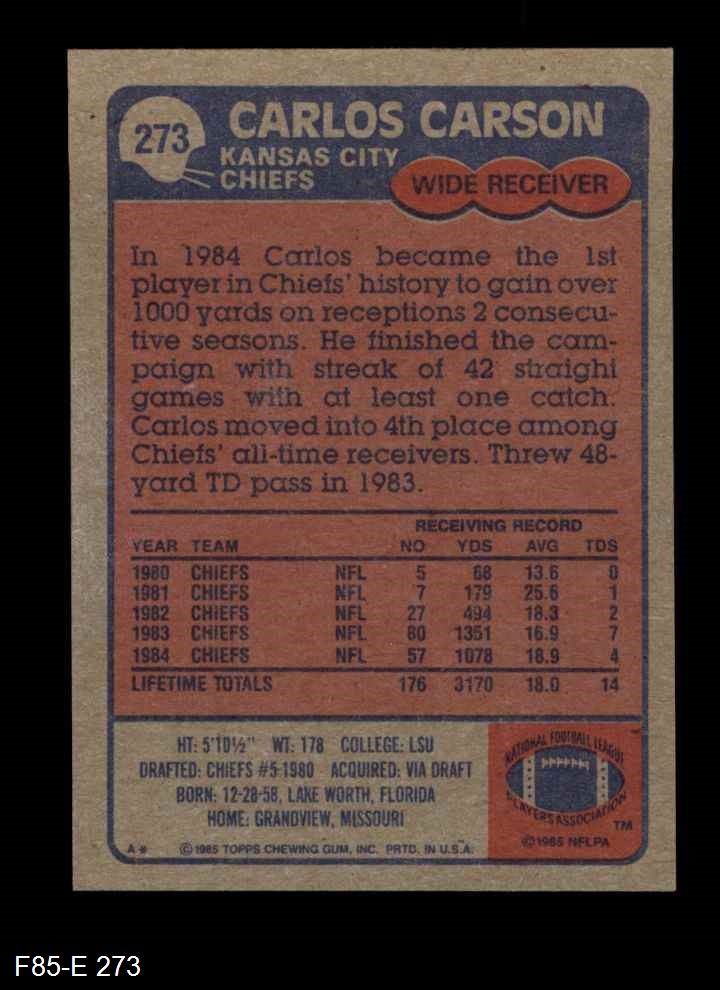 273
CARLOS CARSON
KANSAS CITY
CHIEFS
WIDE RECEIVER
In 1984 Carlos became the 1st
player in Chiefs' history to gain over
1000 yards on receptions 2 consecu-
tive seasons. He finished the cam-
paign with streak of 42 straight
games with at least one catch.
Carlos moved into 4th place among
Chiefs' all-time receivers. Threw 48-
yard TD pass in 1983.
RECEIVING RECORD
YEAR TEAM NO YDS AVG TDS
1980 CHIEFS NFL 5 68 13.6 0
1981 CHIEFS NFL 7 179 25.6 1
1982 CHIEFS NFL 27 494 18.3 2
1983 CHIEFS NFL 80 1351 16.9 7
1984 CHIEFS NFL 57 1078 18.9 4
LIFETIME TOTALS 176 3170 18.0 14
HT: 5'10½" WT: 178 COLLEGE: LSU
DRAFTED: CHIEFS #5-1980 ACQUIRED: VIA DRAFT
BORN: 12-28-58, LAKE WORTH, FLORIDA
HOME: GRANDVIEW, MISSOURI
A* © 1985 TOPPS CHEWING GUM, INC. PRTD. IN U.S.A.
NATIONAL FOOTBALL LEAGUE
PLAYERS ASSOCIATION
TM
© 1985 NFLPA
F85-E 273